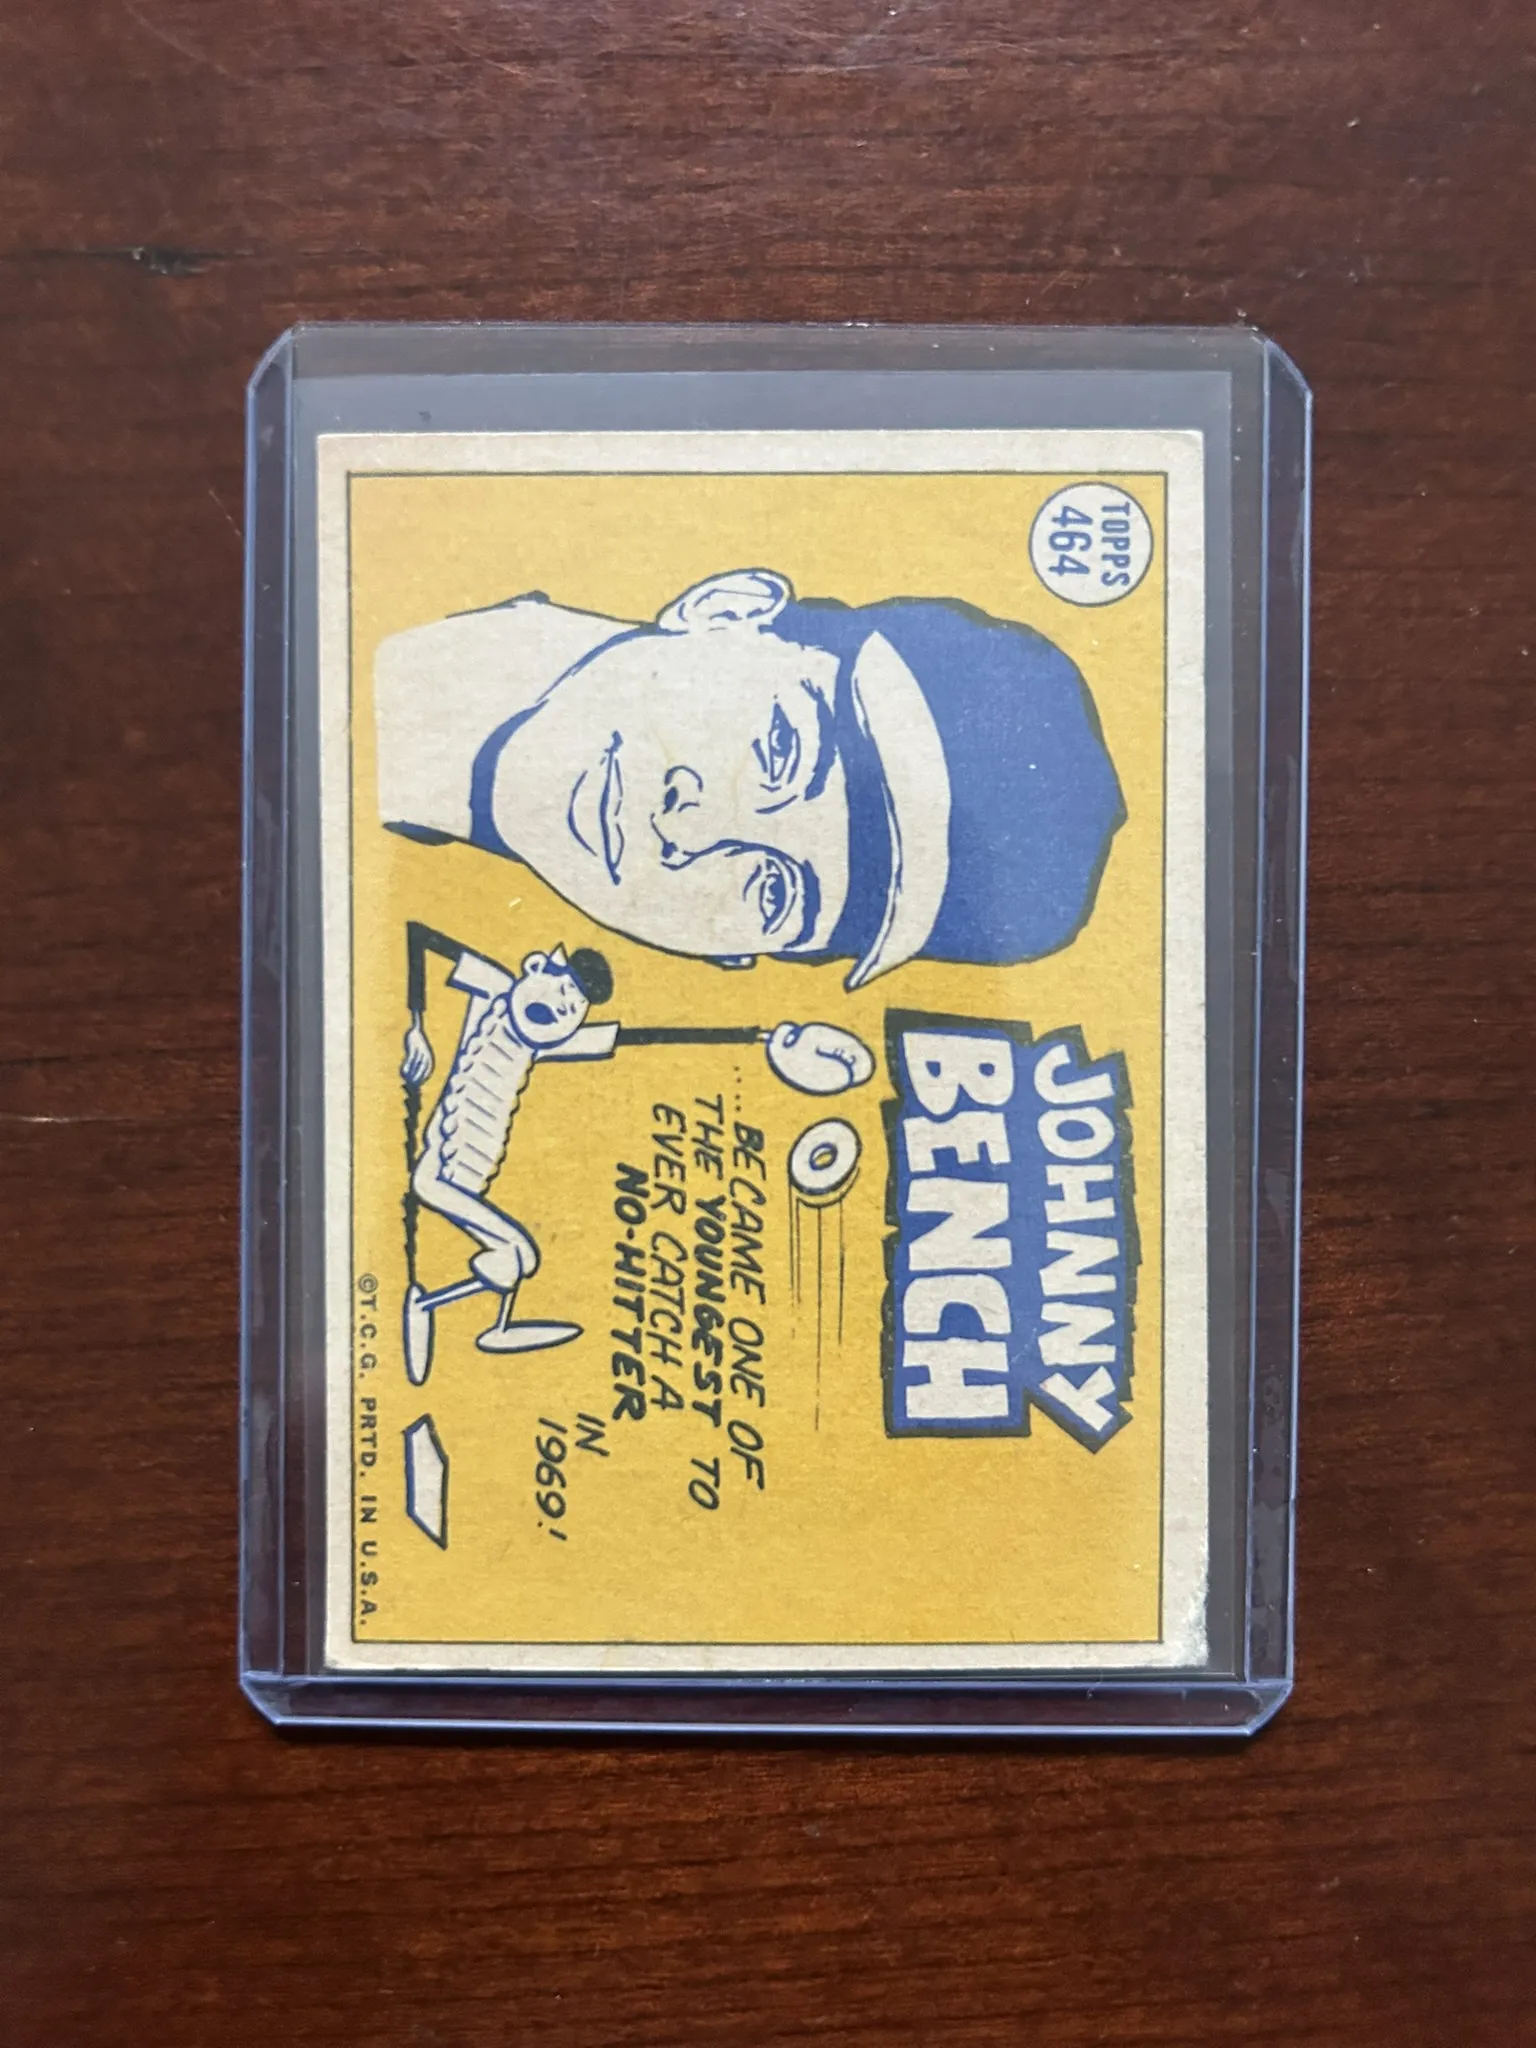 TOPPS
464
JOHNNY
BENCH
....BECAME ONE OF
THE YOUNGEST TO
EVER CATCH A
NO-HITTER
IN
1969!
©T.C.G. PRTD. IN U.S.A.